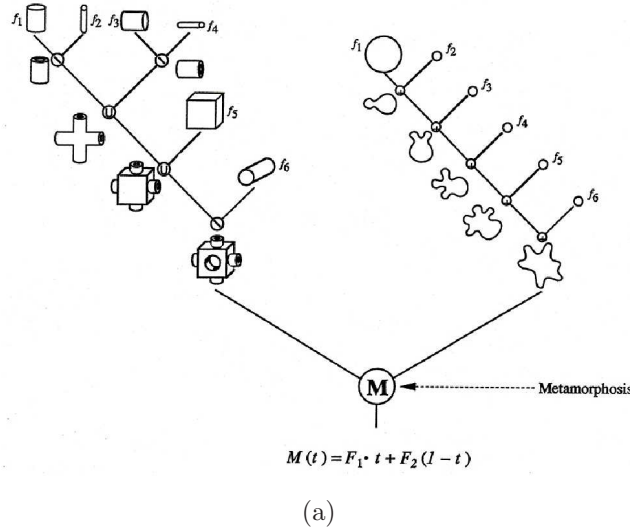 f1 f2 f3 f4
f5
f6
f1 f2
f3
f4
f5
f6
M
Metamorphosis
M(t) = F1 · t + F2 (1 − t)
(a)